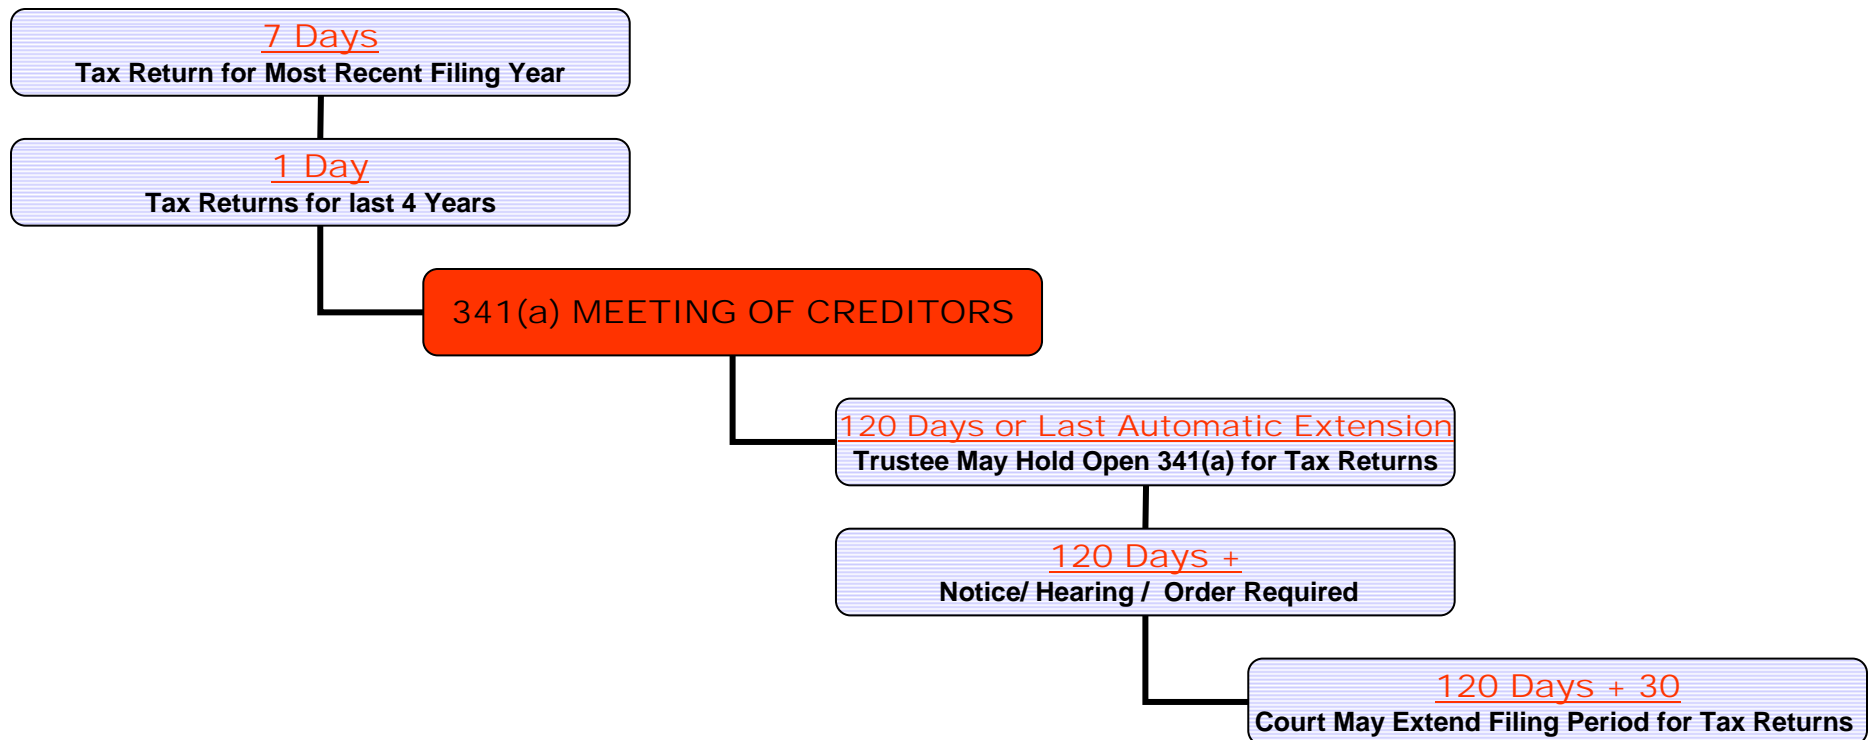 7 Days
Tax Return for Most Recent Filing Year
1 Day
Tax Returns for last 4 Years
341(a) MEETING OF CREDITORS
120 Days or Last Automatic Extension
Trustee May Hold Open 341(a) for Tax Returns
120 Days +
Notice/ Hearing / Order Required
120 Days + 30
Court May Extend Filing Period for Tax Returns